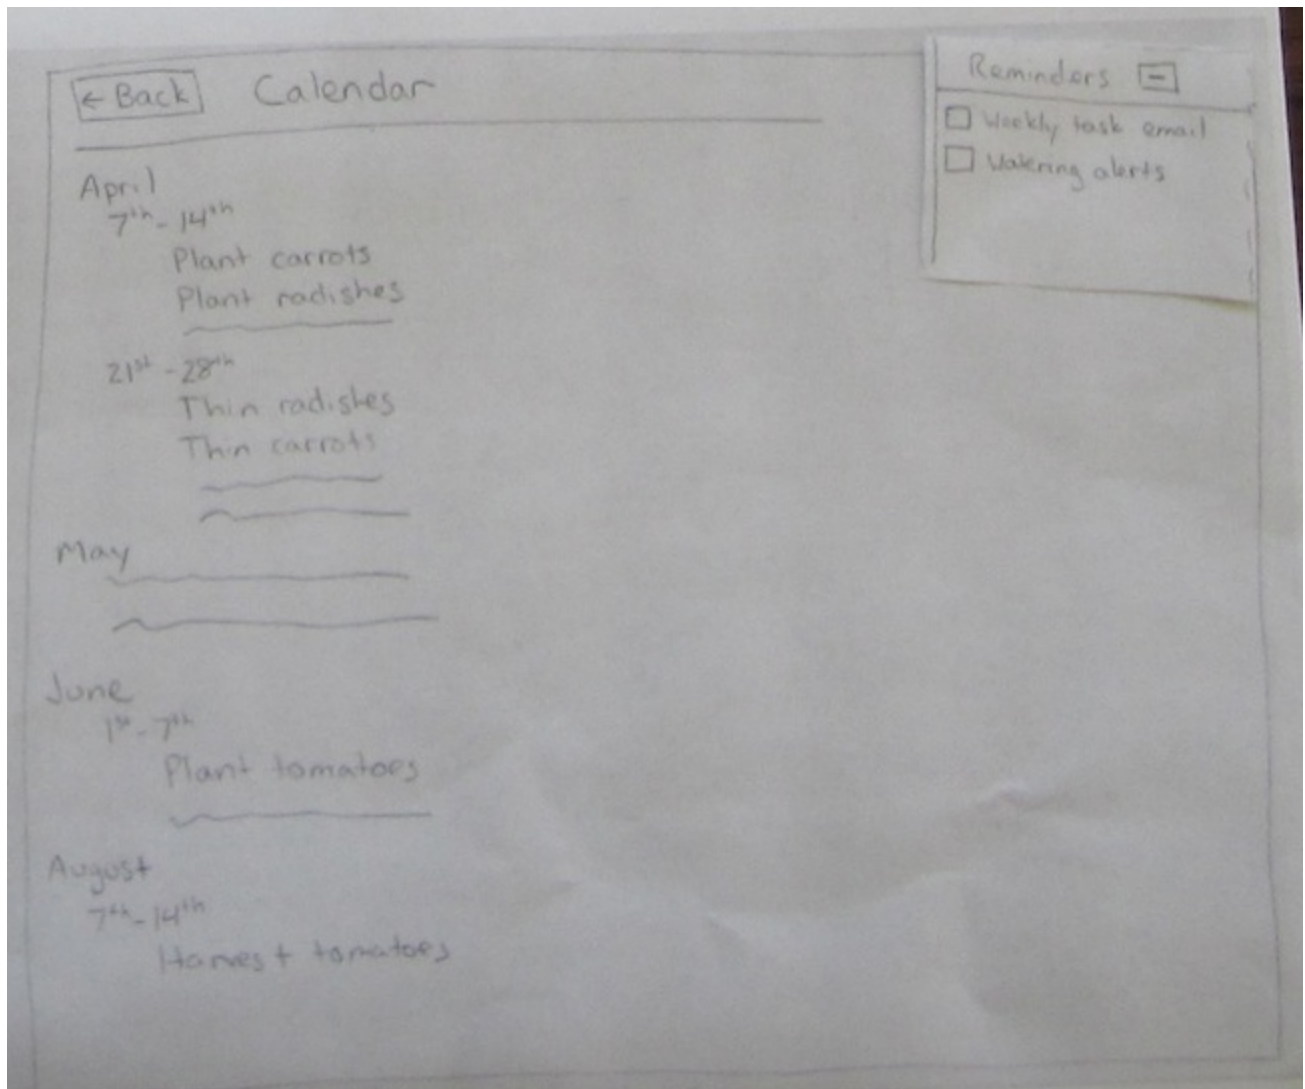 ← Back Calendar
Reminders
Weekly task email
Watering alerts
April
7th - 14th
Plant carrots
Plant radishes
21st - 28th
Thin radishes
Thin carrots
May
June
1st - 7th
Plant tomatoes
August
7th - 14th
Harvest tomatoes